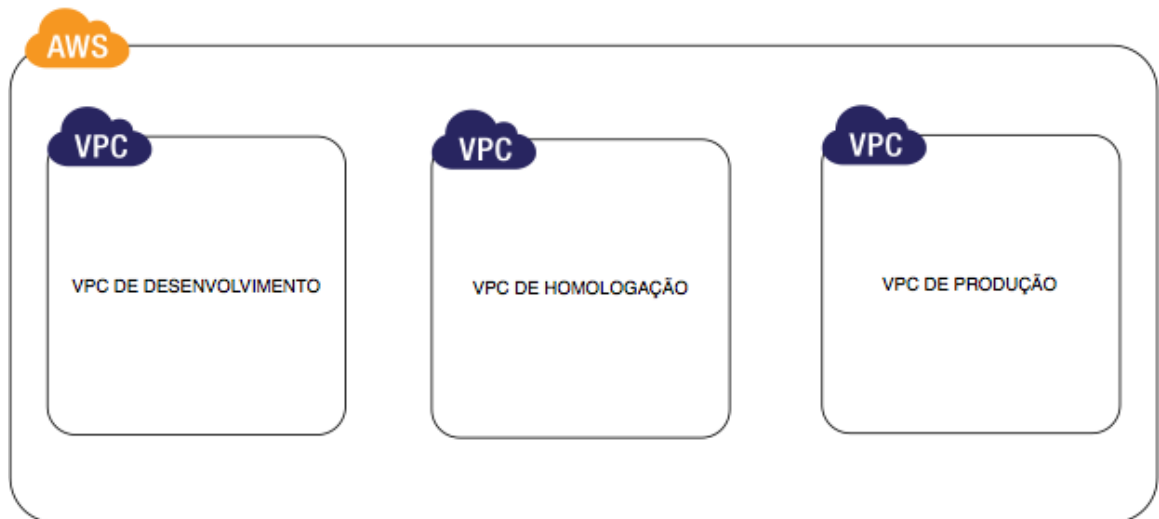 AWS
VPC
VPC
VPC
VPC DE DESENVOLVIMENTO
VPC DE HOMOLOGAÇÃO
VPC DE PRODUÇÃO